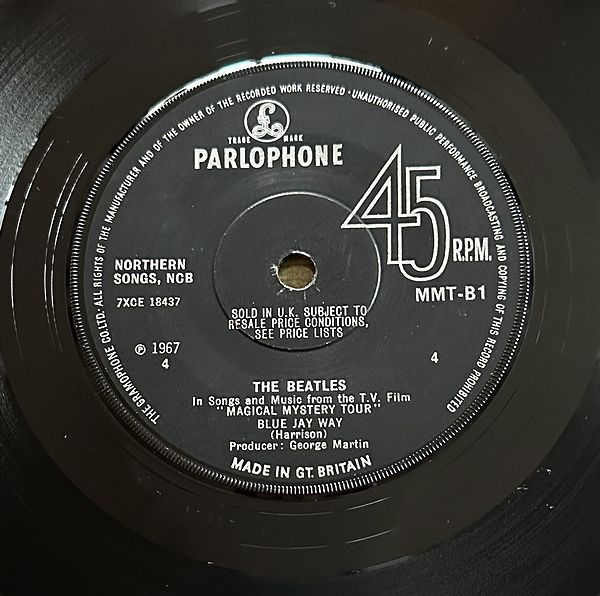 THE GRAMOPHONE CO. LTD. ALL RIGHTS OF THE MANUFACTURER AND OF THE OWNER OF THE RECORDED WORK RESERVED · UNAUTHORISED PUBLIC PERFORMANCE BROADCASTING AND COPYING OF THIS RECORD PROHIBITED
£
TRADE MARK
PARLOPHONE
45 R.P.M.
NORTHERN
SONGS, NCB
7XCE 18437
MMT-B1
SOLD IN U.K. SUBJECT TO
RESALE PRICE CONDITIONS,
SEE PRICE LISTS
℗ 1967
4
4
THE BEATLES
In Songs and Music from the T.V. Film
"MAGICAL MYSTERY TOUR"
BLUE JAY WAY
(Harrison)
Producer: George Martin
MADE IN GT. BRITAIN